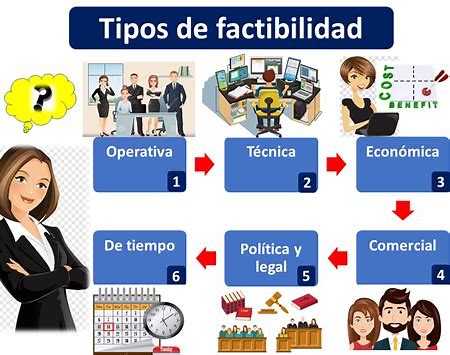 Tipos de factibilidad
?
COST
BENEFIT
Operativa
1
Técnica
2
Económica
3
De tiempo
6
Política y
legal
5
Comercial
4